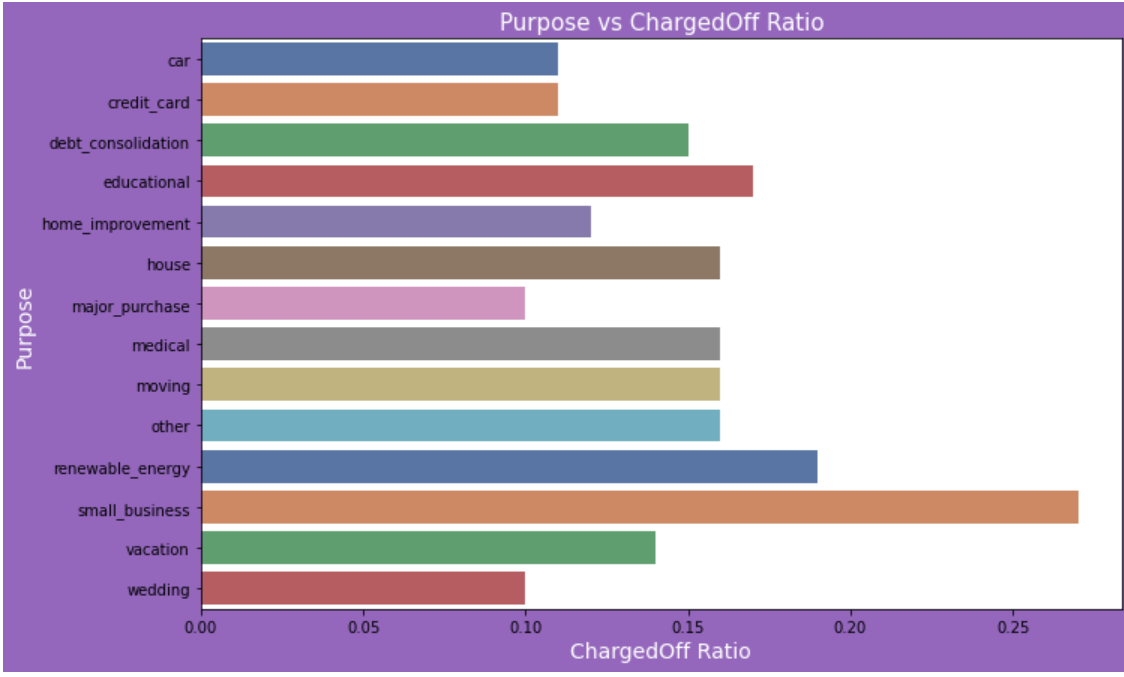 Purpose vs ChargedOff Ratio
Purpose
car
credit_card
debt_consolidation
educational
home_improvement
house
major_purchase
medical
moving
other
renewable_energy
small_business
vacation
wedding
0.00 0.05 0.10 0.15 0.20 0.25
ChargedOff Ratio